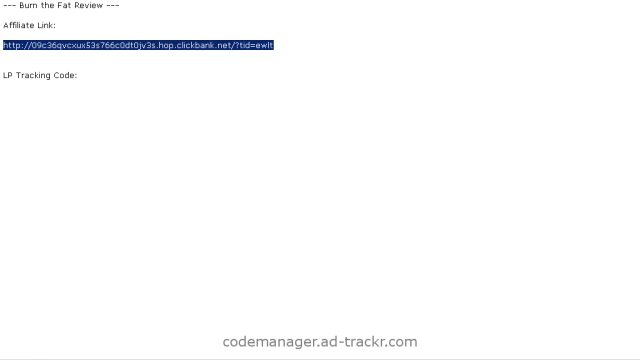 --- Burn the Fat Review ---
Affiliate Link:
http://09c36qvcxux53s766c0dt0jv3s.hop.clickbank.net/?tid=ewlt
LP Tracking Code:
codemanager.ad-trackr.com